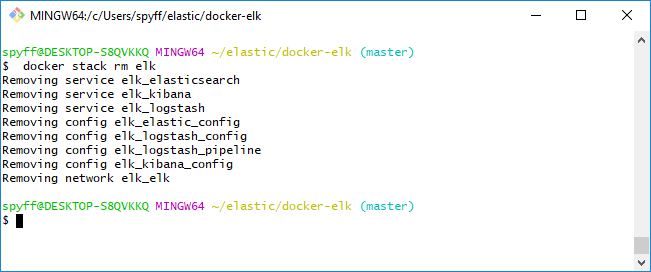 MINGW64:/c/Users/spyff/elastic/docker-elk
spyff@DESKTOP-S8QVKKQ MINGW64 ~/elastic/docker-elk (master)
$  docker stack rm elk
Removing service elk_elasticsearch
Removing service elk_kibana
Removing service elk_logstash
Removing config elk_elastic_config
Removing config elk_logstash_config
Removing config elk_logstash_pipeline
Removing config elk_kibana_config
Removing network elk_elk
spyff@DESKTOP-S8QVKKQ MINGW64 ~/elastic/docker-elk (master)
$